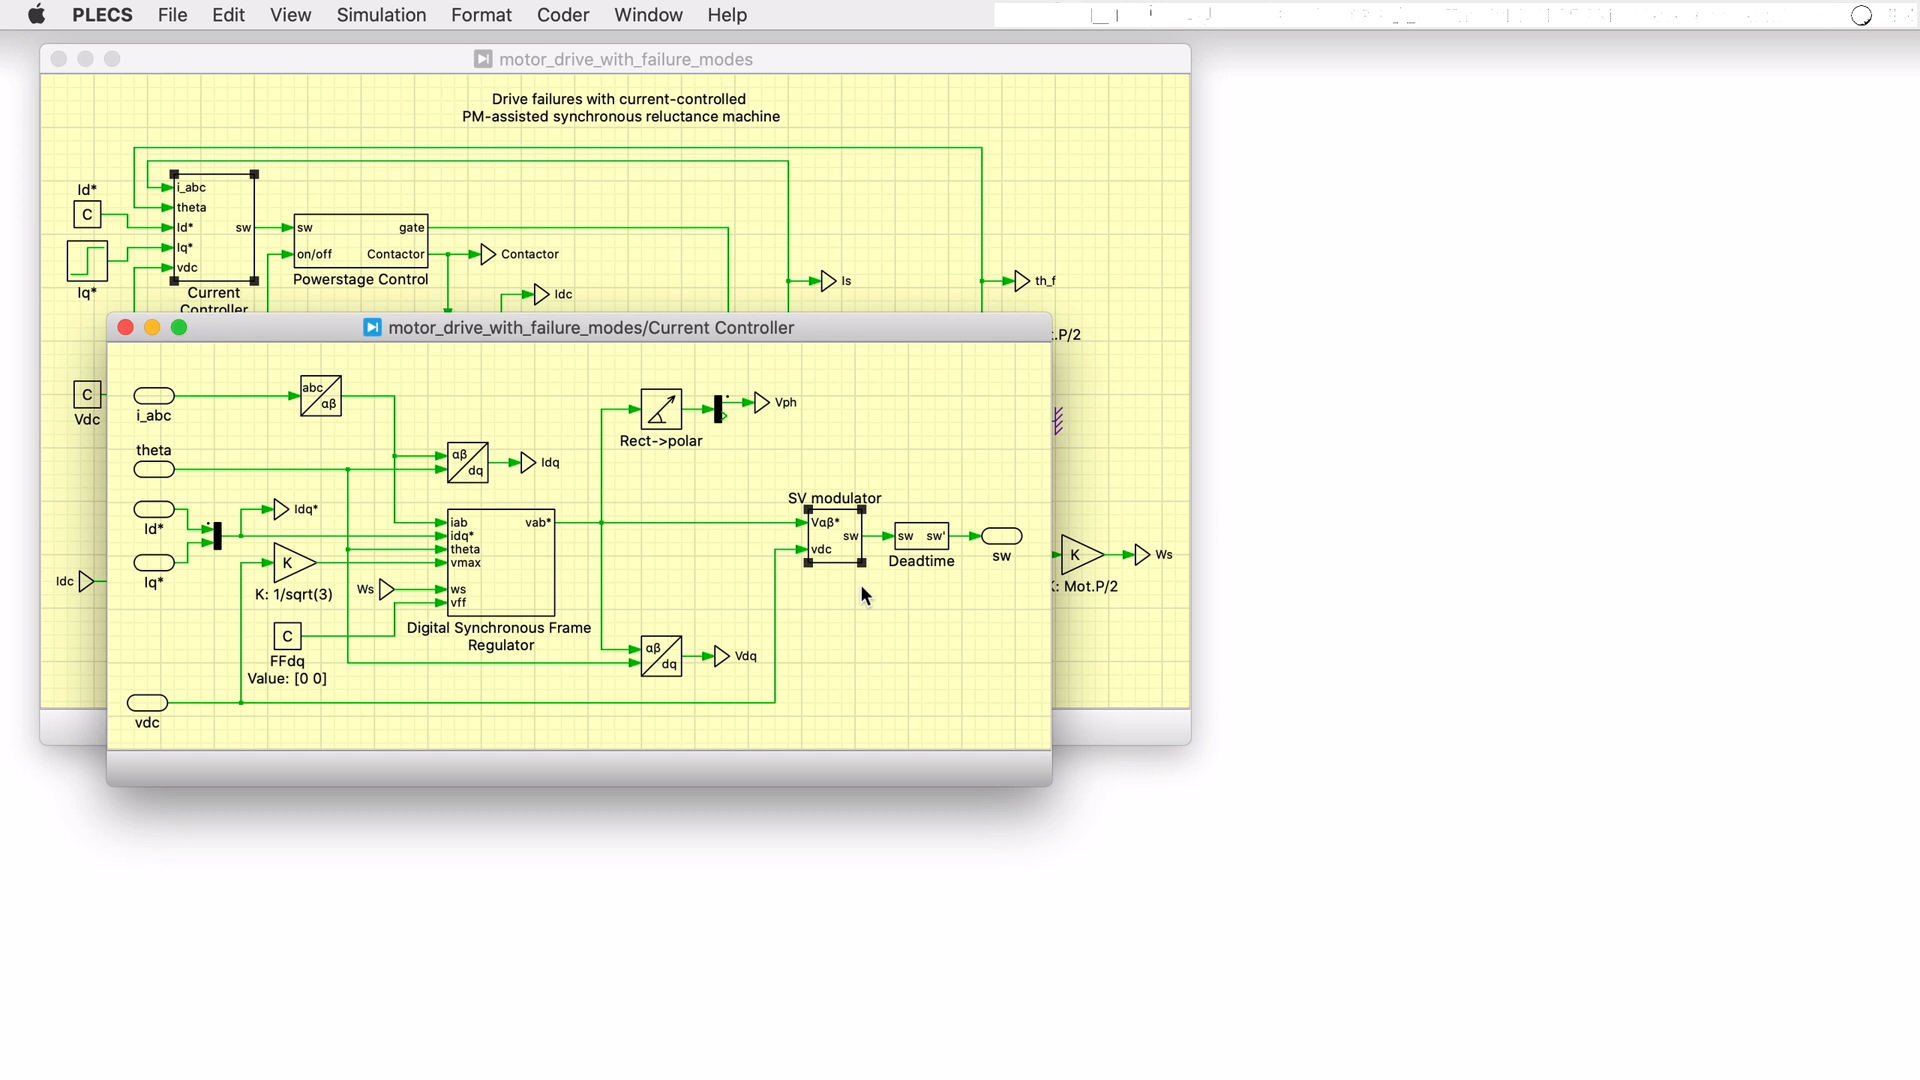 PLECS File Edit View Simulation Format Coder Window Help
motor_drive_with_failure_modes
Drive failures with current-controlled
PM-assisted synchronous reluctance machine
Id*
C
Iq*
i_abc
theta
Id*
Iq*
vdc
sw
Current
Controller
sw
on/off
gate
Contactor
Powerstage Control
Contactor
Idc
Is
th_f
.P/2
C
Vdc
Idc
K
K: Mot.P/2
Ws
motor_drive_with_failure_modes/Current Controller
i_abc
abc
αβ
theta
αβ
dq
Idq
Rect->polar
Vph
Id*
Iq*
Idq*
K
K: 1/sqrt(3)
Ws
C
FFdq
Value: [0 0]
iab
idq*
theta
vmax
ws
vff
vab*
Digital Synchronous Frame
Regulator
SV modulator
Vαβ*
vdc
sw
sw sw'
Deadtime
sw
αβ
dq
Vdq
vdc